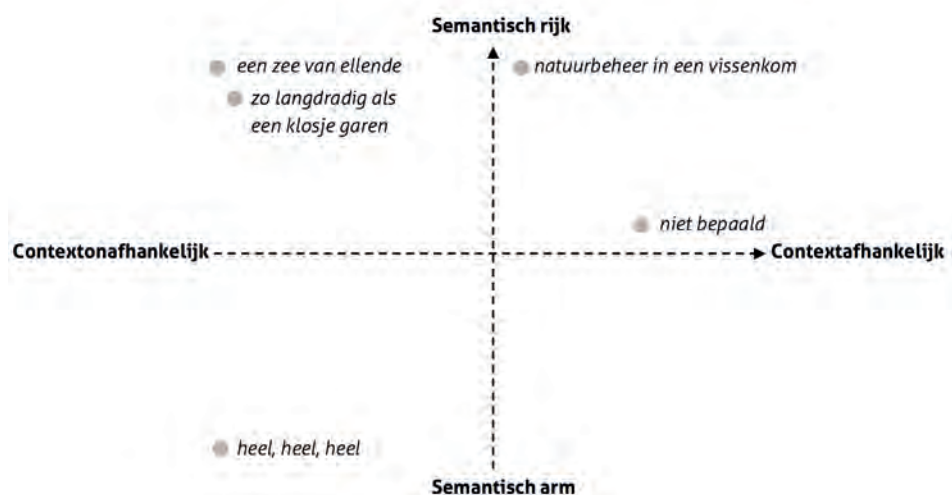 Semantisch rijk
een zee van ellende
natuurbeheer in een vissenkom
zo langdradig als
een klosje garen
niet bepaald
Contextonafhankelijk
Contextafhankelijk
heel, heel, heel
Semantisch arm